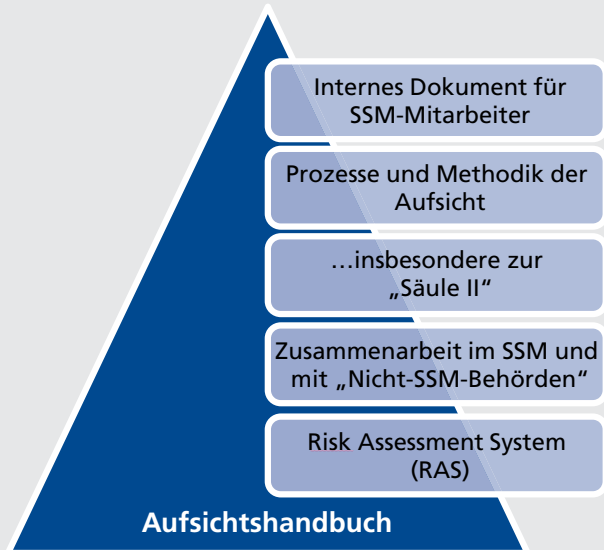 Internes Dokument für
SSM-Mitarbeiter
Prozesse und Methodik der
Aufsicht
…insbesondere zur
„Säule II“
Zusammenarbeit im SSM und
mit „Nicht-SSM-Behörden“
Risk Assessment System
(RAS)
Aufsichtshandbuch